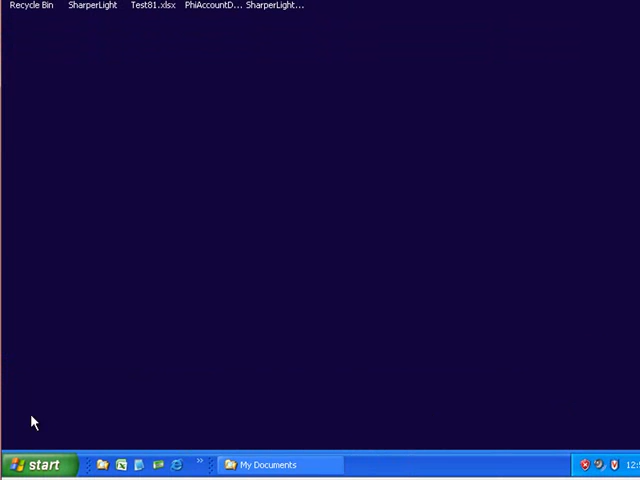 Recycle Bin SharperLight Test81.xlsx PhiAccountD... SharperLight...
start My Documents